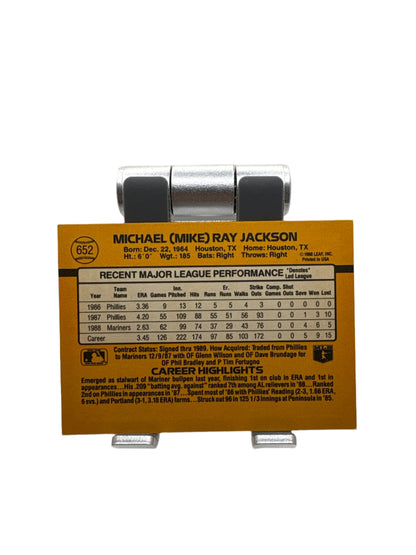 652
MICHAEL (MIKE) RAY JACKSON
Born: Dec. 22, 1964 Houston, TX Home: Houston, TX
Ht.: 6'0" Wgt.: 185 Bats: Right Throws: Right
©1988 LEAF, INC.
Printed in USA
RECENT MAJOR LEAGUE PERFORMANCE *Denotes Led League
Year Team Name ERA Games Inn. Pitched Hits Runs Er. Runs Walks Strike Outs Comp. Games Shut Outs Save Won Lost
1986 Phillies 3.36 9 13 12 5 5 4 3 0 0 0 0 0
1987 Phillies 4.20 55 109 88 55 51 56 93 0 0 1 3 10
1988 Mariners 2.63 62 99 74 37 29 43 76 0 0 4 6 5
Career 3.45 126 222 174 97 85 103 172 0 0 5 9 15
Contract Status: Signed thru 1989. How Acquired: Traded from Phillies
to Mariners 12/9/87 with OF Glenn Wilson and OF Dave Brundage for
OF Phil Bradley and P Tim Fortugno
CAREER HIGHLIGHTS
Emerged as stalwart of Mariner bullpen last year, finishing 1st on club in ERA and 1st in
appearances...His .209 "batting avg. against" ranked 7th among AL relievers in '88...Ranked
2nd on Phillies in appearances in '87...Spent most of '86 with Phillies' Reading (2-3, 1.66 ERA,
6 svs.) and Portland (3-1, 3.18 ERA) farms...Struck out 96 in 125 1/3 innings at Peninsula in '85.